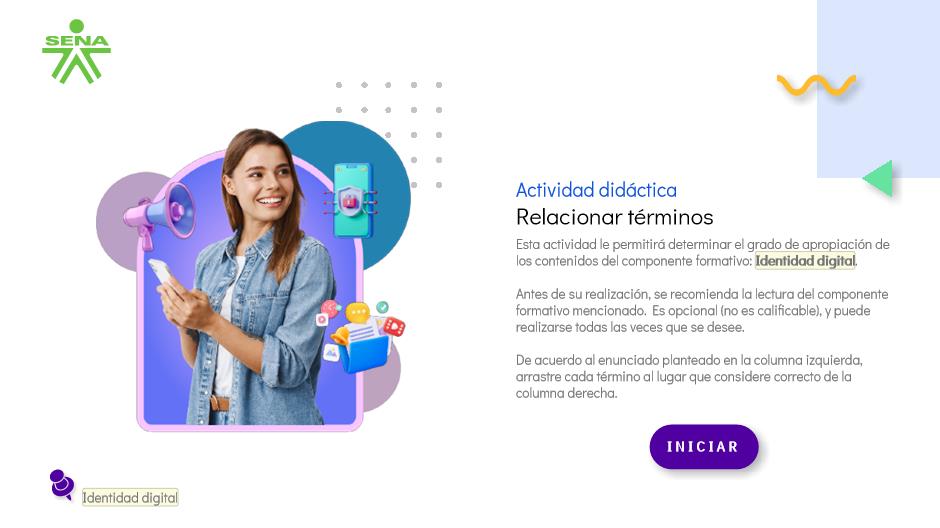 SENA
Actividad didáctica
Relacionar términos
Esta actividad le permitirá determinar el grado de apropiación de
los contenidos del componente formativo: Identidad digital.
Antes de su realización, se recomienda la lectura del componente
formativo mencionado. Es opcional (no es calificable), y puede
realizarse todas las veces que se desee.
De acuerdo al enunciado planteado en la columna izquierda,
arrastre cada término al lugar que considere correcto de la
columna derecha.
INICIAR
Identidad digital